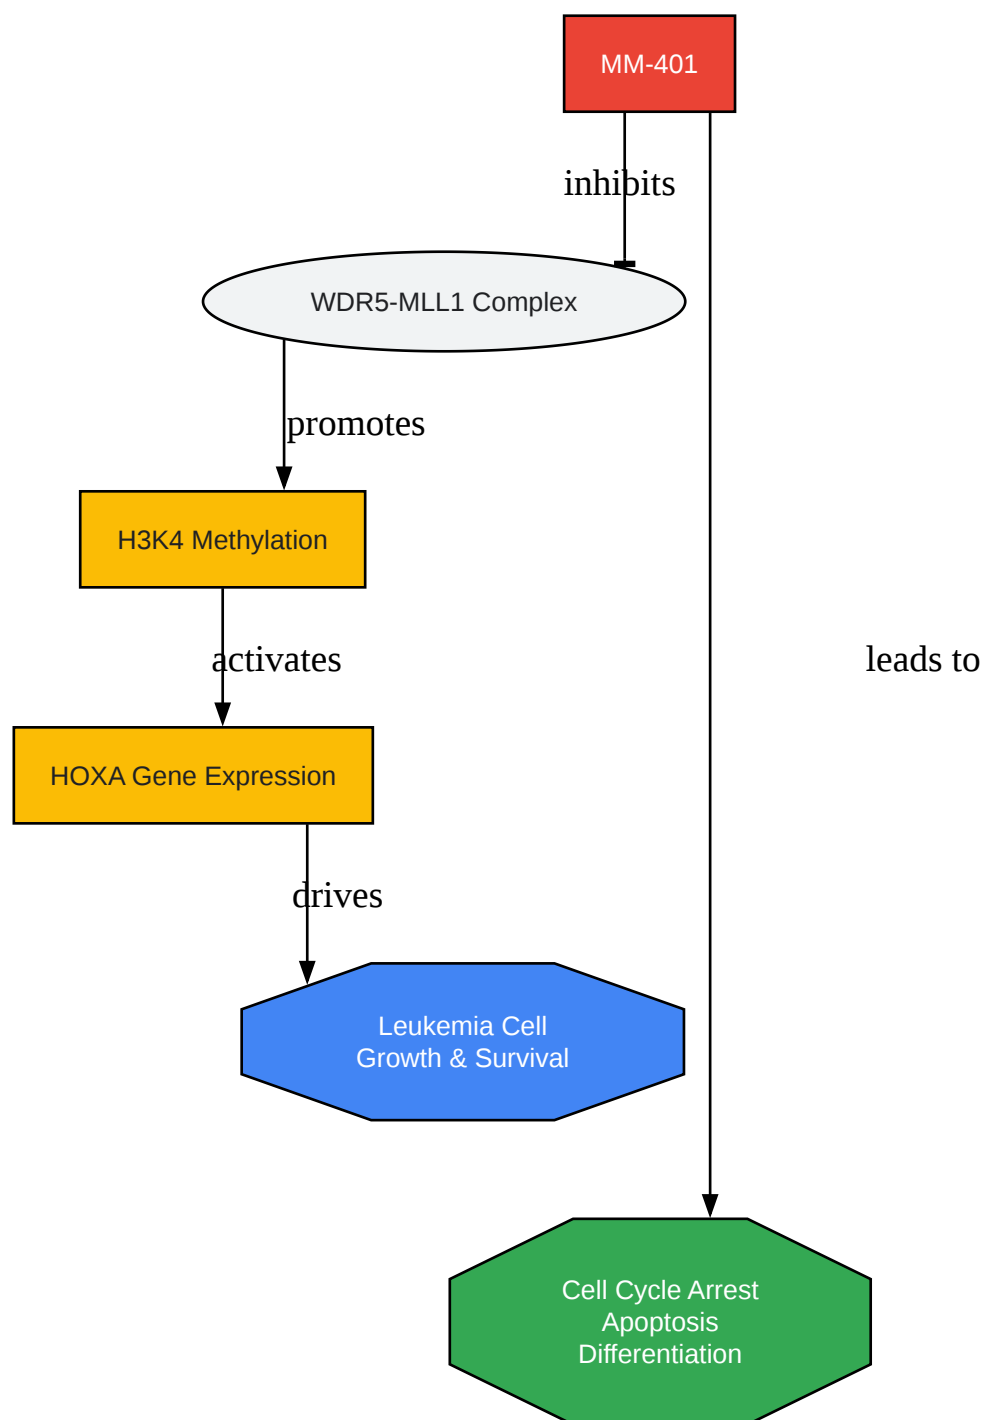 MM-401
inhibits
WDR5-MLL1 Complex
promotes
H3K4 Methylation
activates
leads to
HOXA Gene Expression
drives
Leukemia Cell
Growth & Survival
Cell Cycle Arrest
Apoptosis
Differentiation